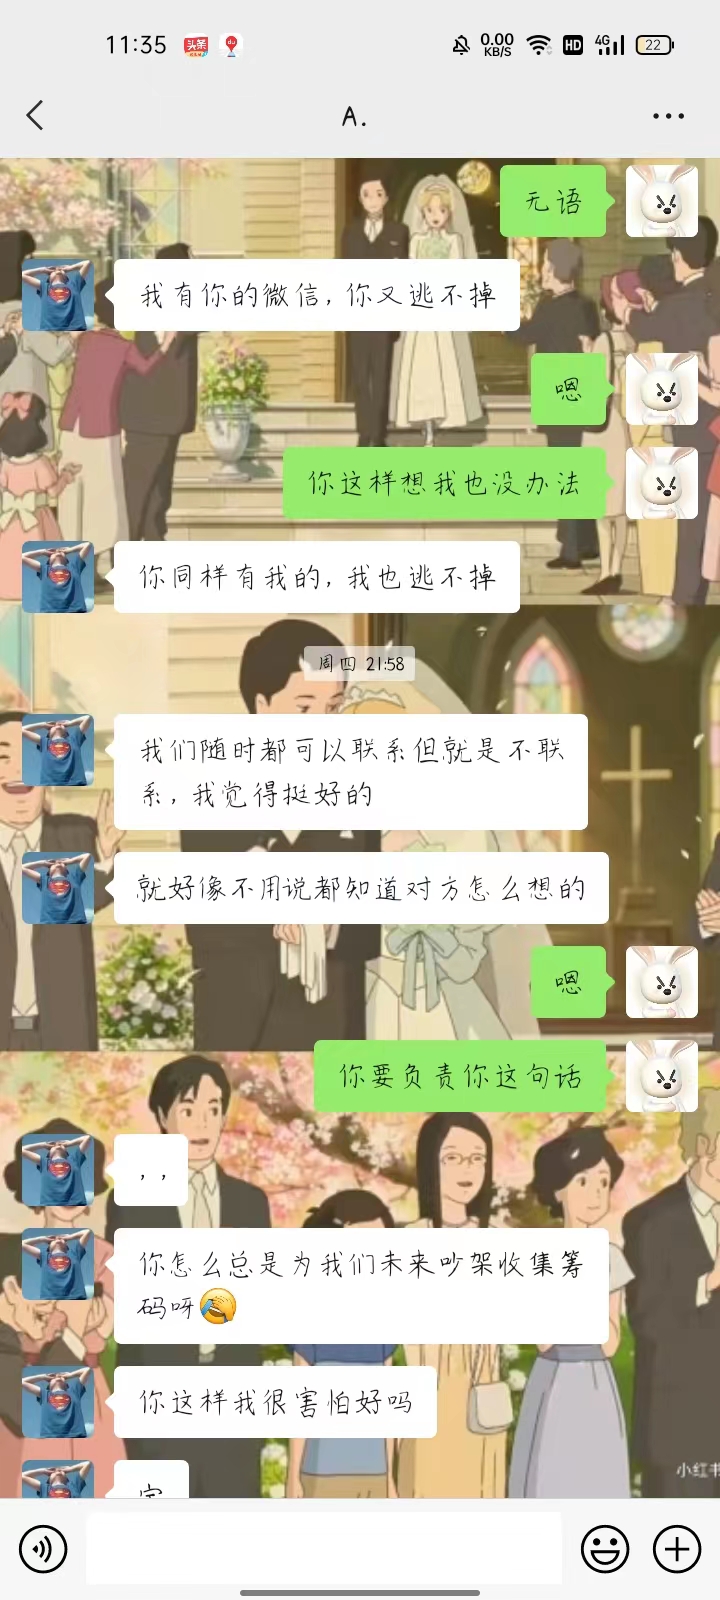 11:35
头条
0.00
KB/S
HD
4G
22
A.
无语
我有你的微信, 你又逃不掉
嗯
你这样想我也没办法
你同样有我的, 我也逃不掉
周四 21:58
我们随时都可以联系但就是不联
系, 我觉得挺好的
就好像不用说都知道对方怎么想的
嗯
你要负责你这句话
, ,
你怎么总是为我们未来吵架收集筹
码呀🤣
你这样我很害怕好吗
小红书